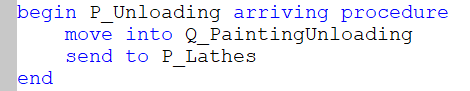 begin P_Unloading arriving procedure
move into Q_PaintingUnloading
send to P_Lathes
end